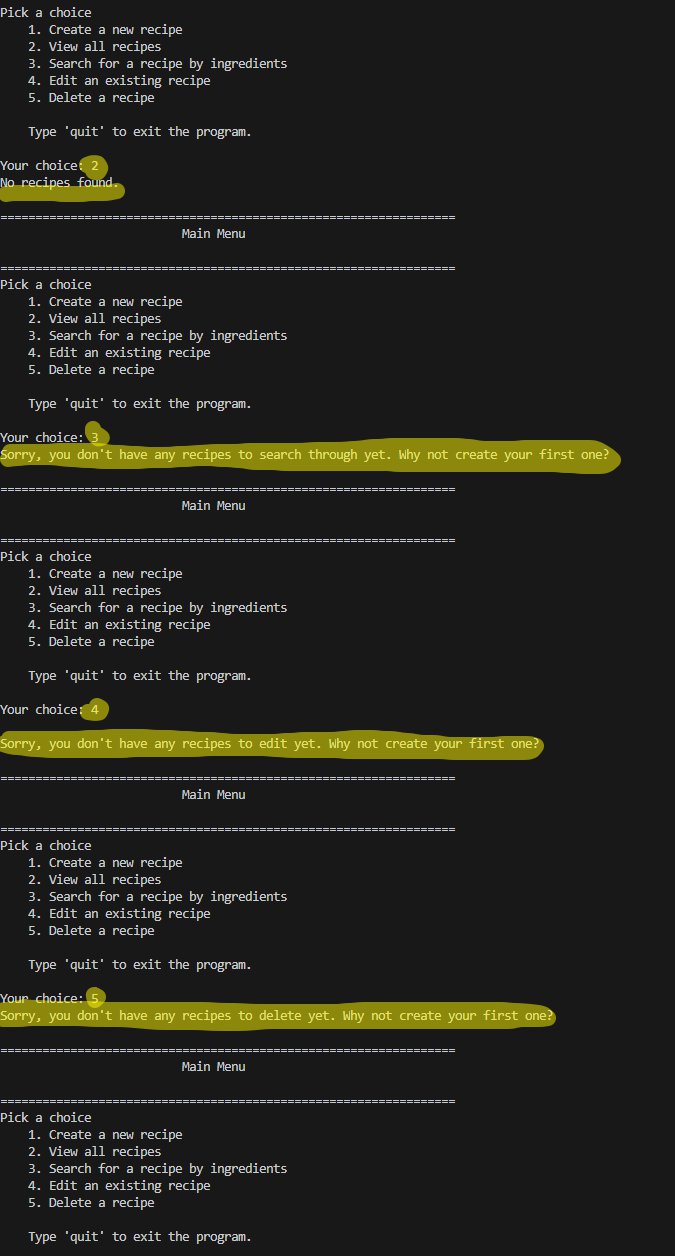 Pick a choice
    1. Create a new recipe
    2. View all recipes
    3. Search for a recipe by ingredients
    4. Edit an existing recipe
    5. Delete a recipe

    Type 'quit' to exit the program.

Your choice: 2
No recipes found.

=================================================================
                          Main Menu

=================================================================
Pick a choice
    1. Create a new recipe
    2. View all recipes
    3. Search for a recipe by ingredients
    4. Edit an existing recipe
    5. Delete a recipe

    Type 'quit' to exit the program.

Your choice: 3
Sorry, you don't have any recipes to search through yet. Why not create your first one?

=================================================================
                          Main Menu

=================================================================
Pick a choice
    1. Create a new recipe
    2. View all recipes
    3. Search for a recipe by ingredients
    4. Edit an existing recipe
    5. Delete a recipe

    Type 'quit' to exit the program.

Your choice: 4

Sorry, you don't have any recipes to edit yet. Why not create your first one?

=================================================================
                          Main Menu

=================================================================
Pick a choice
    1. Create a new recipe
    2. View all recipes
    3. Search for a recipe by ingredients
    4. Edit an existing recipe
    5. Delete a recipe

    Type 'quit' to exit the program.

Your choice: 5
Sorry, you don't have any recipes to delete yet. Why not create your first one?

=================================================================
                          Main Menu

=================================================================
Pick a choice
    1. Create a new recipe
    2. View all recipes
    3. Search for a recipe by ingredients
    4. Edit an existing recipe
    5. Delete a recipe

    Type 'quit' to exit the program.